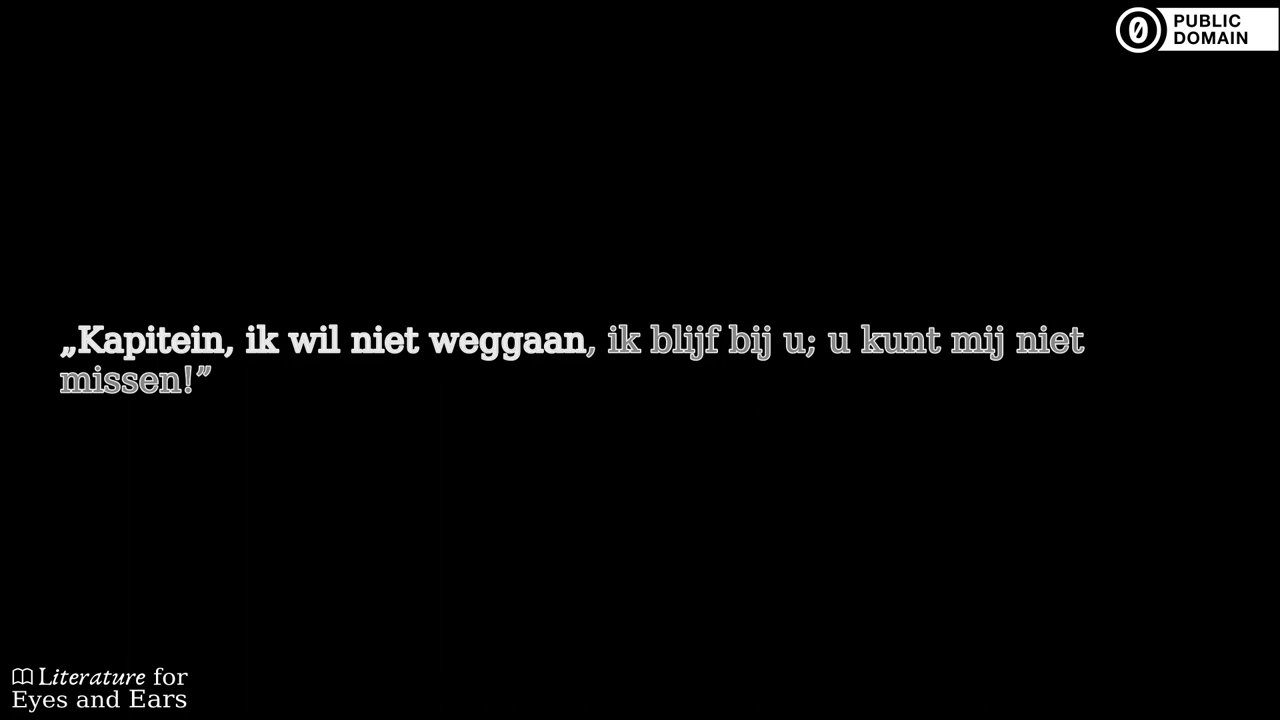 PUBLIC
DOMAIN
„Kapitein, ik wil niet weggaan, ik blijf bij u; u kunt mij niet
missen!”
Literature for
Eyes and Ears